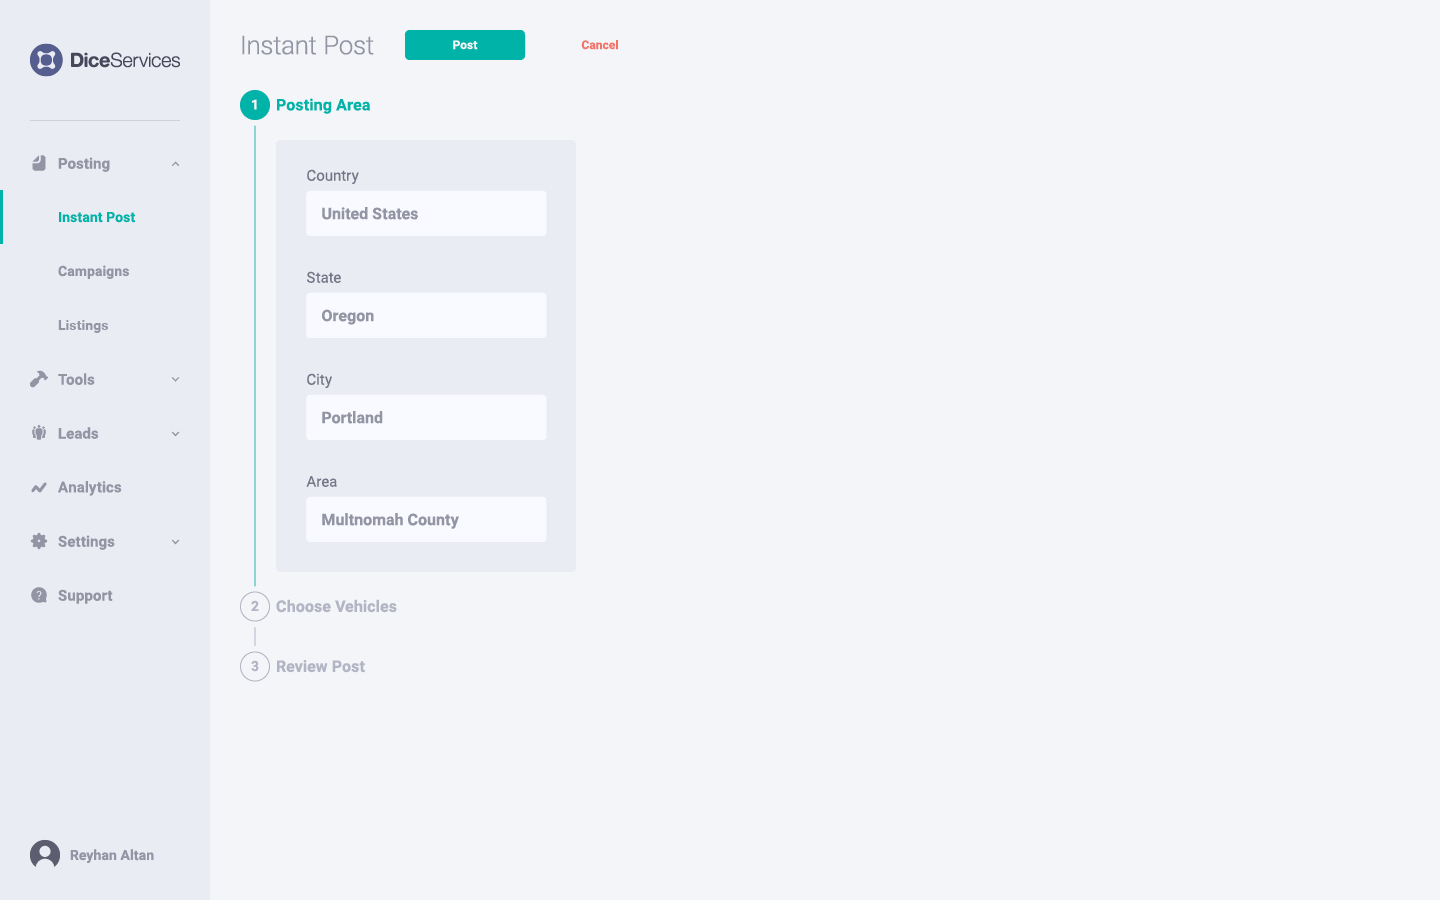 DiceServices
Posting
Instant Post
Campaigns
Listings
Tools
Leads
Analytics
Settings
Support
Reyhan Altan
Instant Post
Post
Cancel
1 Posting Area
Country
United States
State
Oregon
City
Portland
Area
Multnomah County
2 Choose Vehicles
3 Review Post